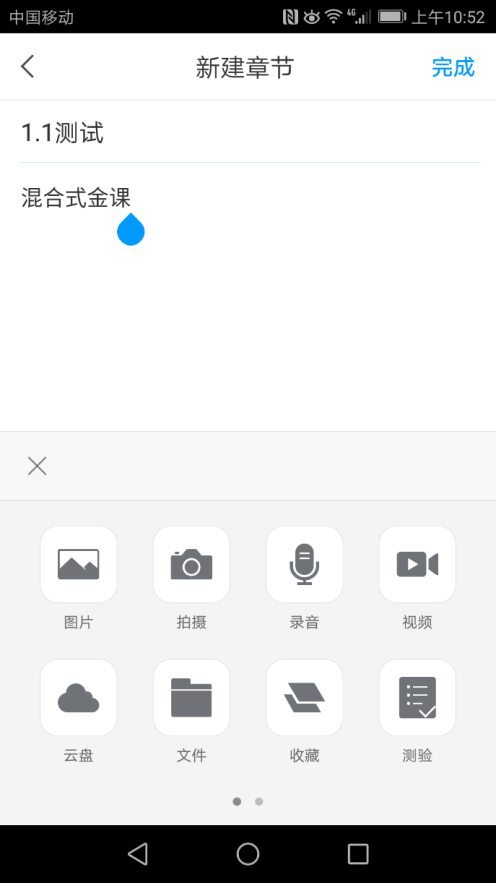 中国移动 4G 上午10:52
新建章节 完成
1.1测试
混合式金课
图片 拍摄 录音 视频
云盘 文件 收藏 测验